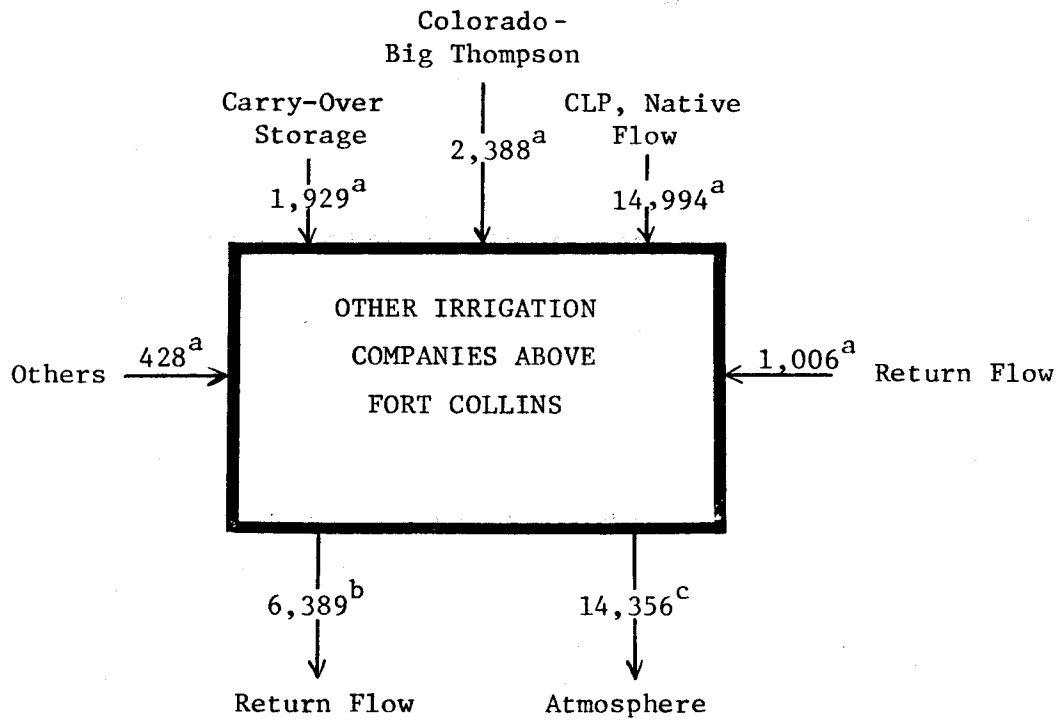 Colorado -
Big Thompson
Carry-Over
Storage
CLP, Native
Flow
2,388a
1,929a
14,994a
OTHER IRRIGATION
COMPANIES ABOVE
FORT COLLINS
Others
428a
1,006a
Return Flow
6,389b
14,356c
Return Flow
Atmosphere